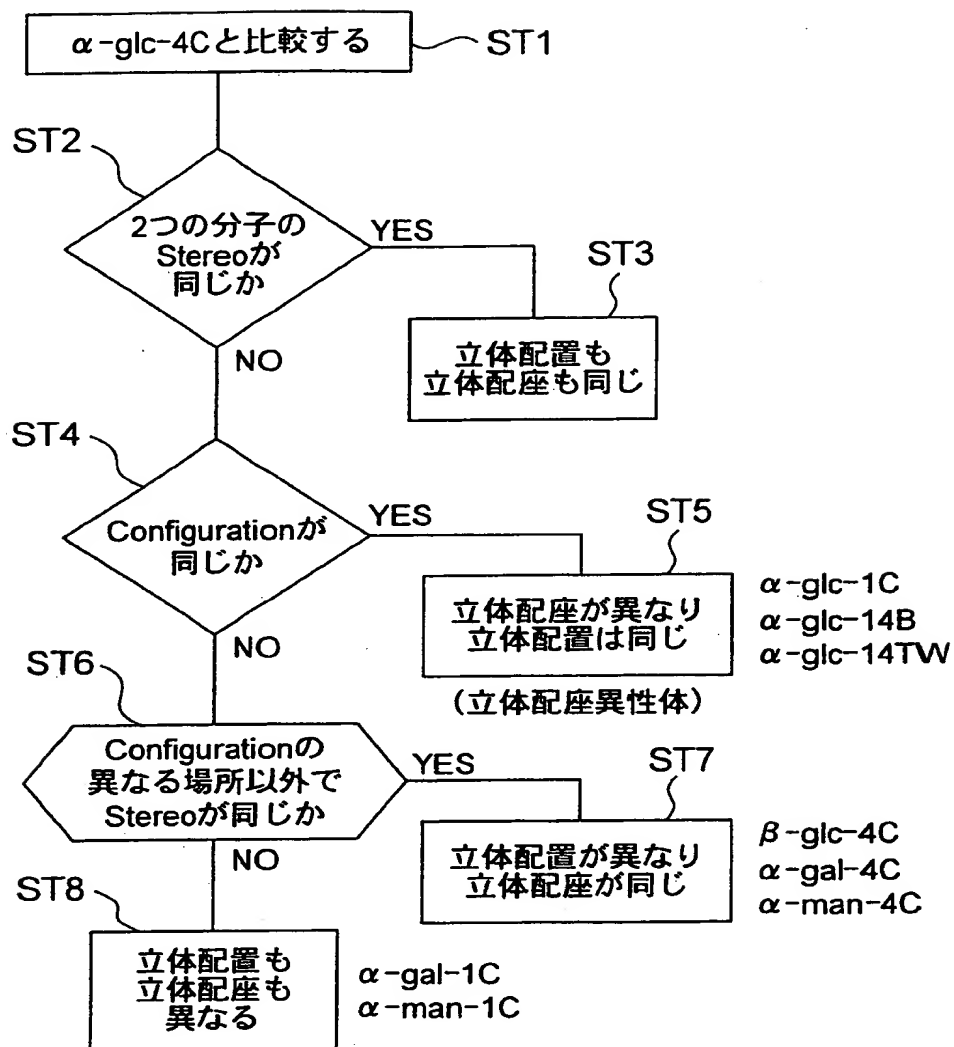 α-glc-4Cと比較する
ST1
ST2
2つの分子の
Stereoが
同じか
YES
ST3
立体配置も
立体配座も同じ
NO
ST4
Configurationが
同じか
YES
ST5
立体配座が異なり
立体配置は同じ
α-glc-1C
α-glc-14B
α-glc-14TW
(立体配座異性体)
NO
ST6
Configurationの
異なる場所以外で
Stereoが同じか
YES
ST7
立体配置が異なり
立体配座が同じ
β-glc-4C
α-gal-4C
α-man-4C
NO
ST8
立体配置も
立体配座も
異なる
α-gal-1C
α-man-1C